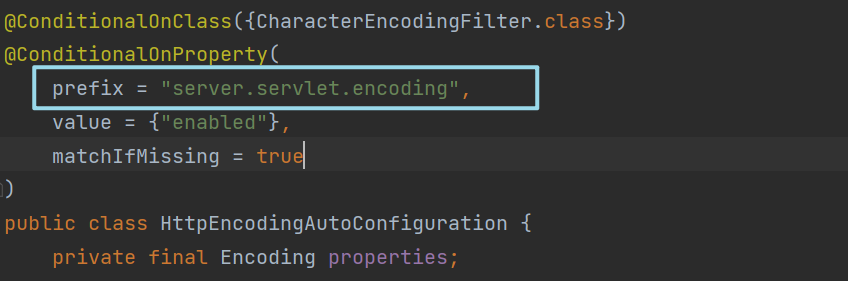 @ConditionalOnClass({CharacterEncodingFilter.class})
@ConditionalOnProperty(
prefix = "server.servlet.encoding",
value = {"enabled"},
matchIfMissing = true
)
public class HttpEncodingAutoConfiguration {
private final Encoding properties;